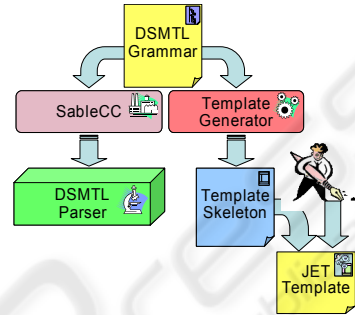 DSMTL
Grammar
SableCC
Template
Generator
DSMTL
Parser
Template
Skeleton
JET
Template